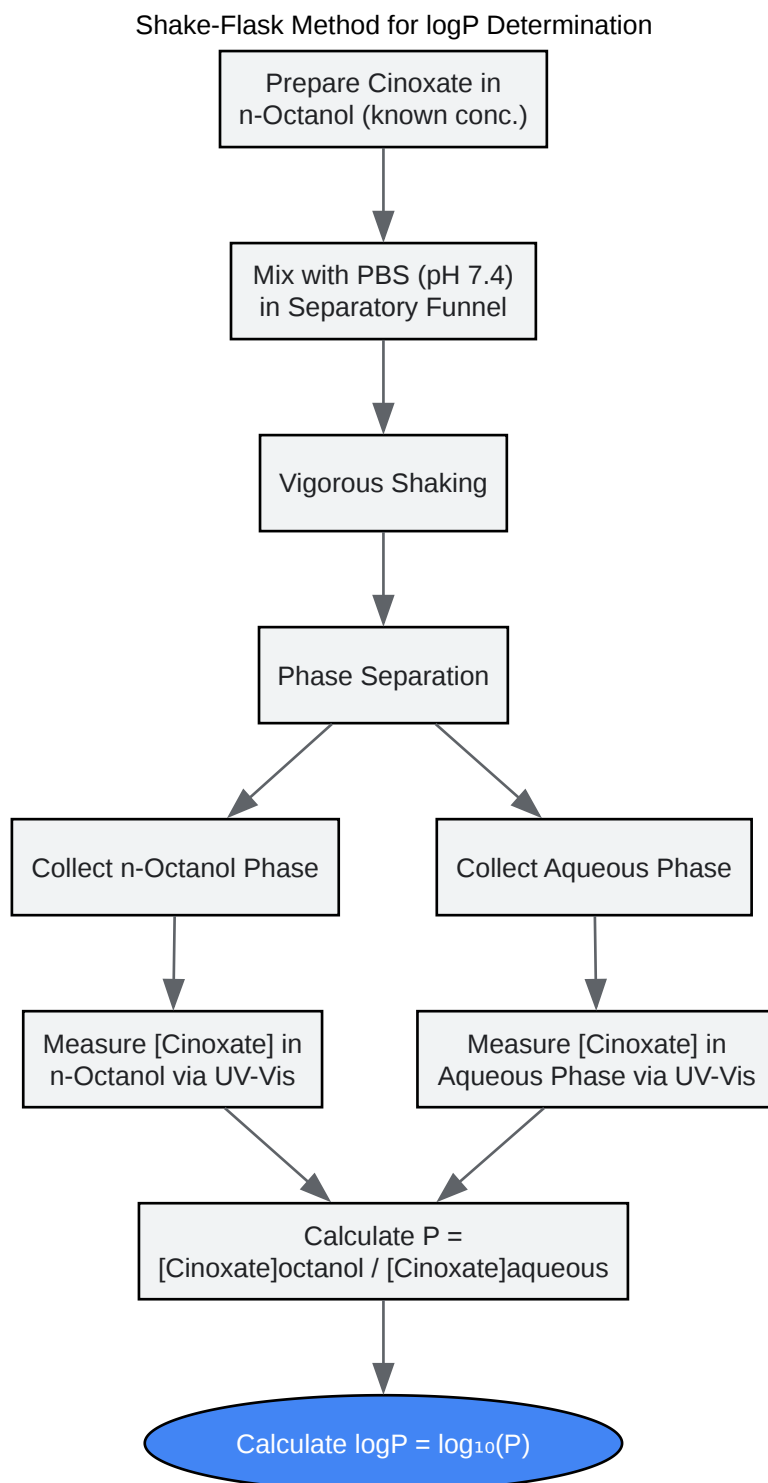 Shake-Flask Method for logP Determination
Prepare Cinoxate in
n-Octanol (known conc.)
Mix with PBS (pH 7.4)
in Separatory Funnel
Vigorous Shaking
Phase Separation
Collect n-Octanol Phase
Collect Aqueous Phase
Measure [Cinoxate] in
n-Octanol via UV-Vis
Measure [Cinoxate] in
Aqueous Phase via UV-Vis
Calculate P =
[Cinoxate]octanol / [Cinoxate]aqueous
Calculate logP = log₁₀(P)